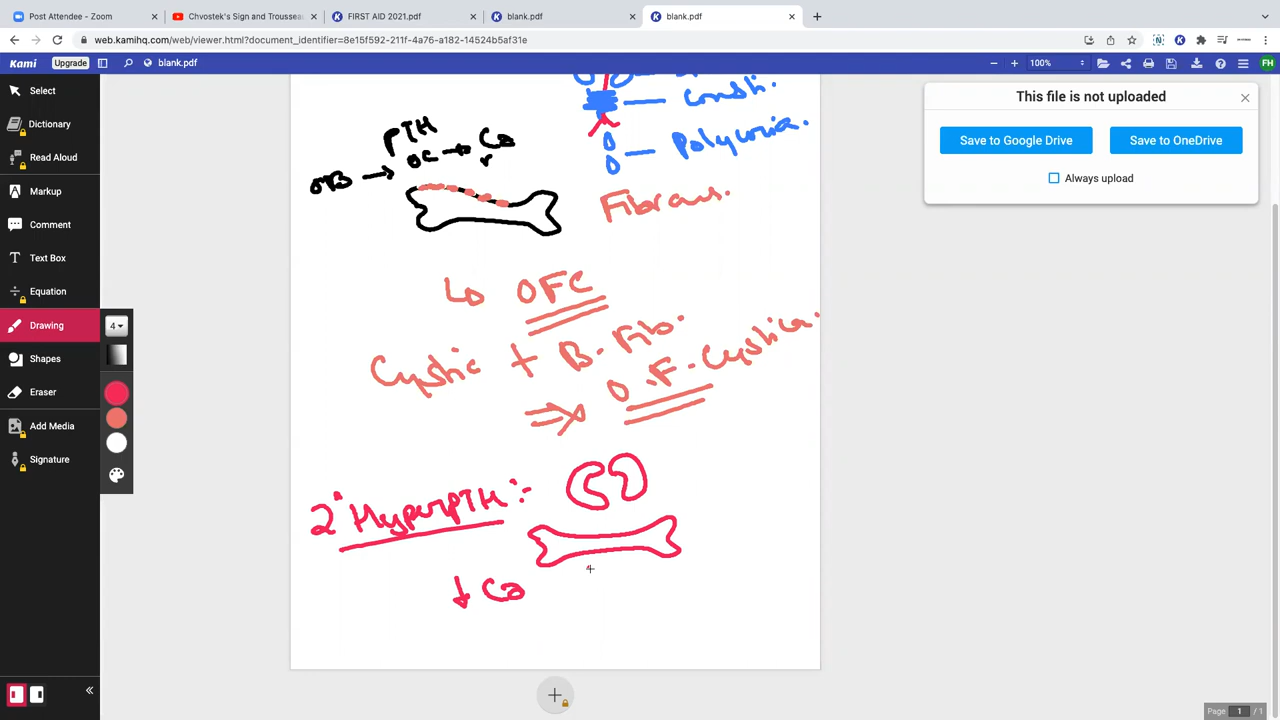 Post Attendee - Zoom
Chvostek's Sign and Trousseau
FIRST AID 2021.pdf
blank.pdf
blank.pdf
web.kamihq.com/web/viewer.html?document_identifier=8e15f592-211f-4a76-a182-14524b5af31e
Kami
Upgrade
blank.pdf
100%
FH
Select
Dictionary
Read Aloud
Markup
Comment
Text Box
Equation
Drawing
Shapes
Eraser
Add Media
Signature
4
This file is not uploaded
Save to Google Drive
Save to OneDrive
Always upload
Consti.
Polyuria.
PTH
OC → Ca
Fibrous.
OFC
Cystic + B. Fib.
⇒ O.F. Cystica.
2° HyperPTH:-
↓ Ca
Page 1 / 1